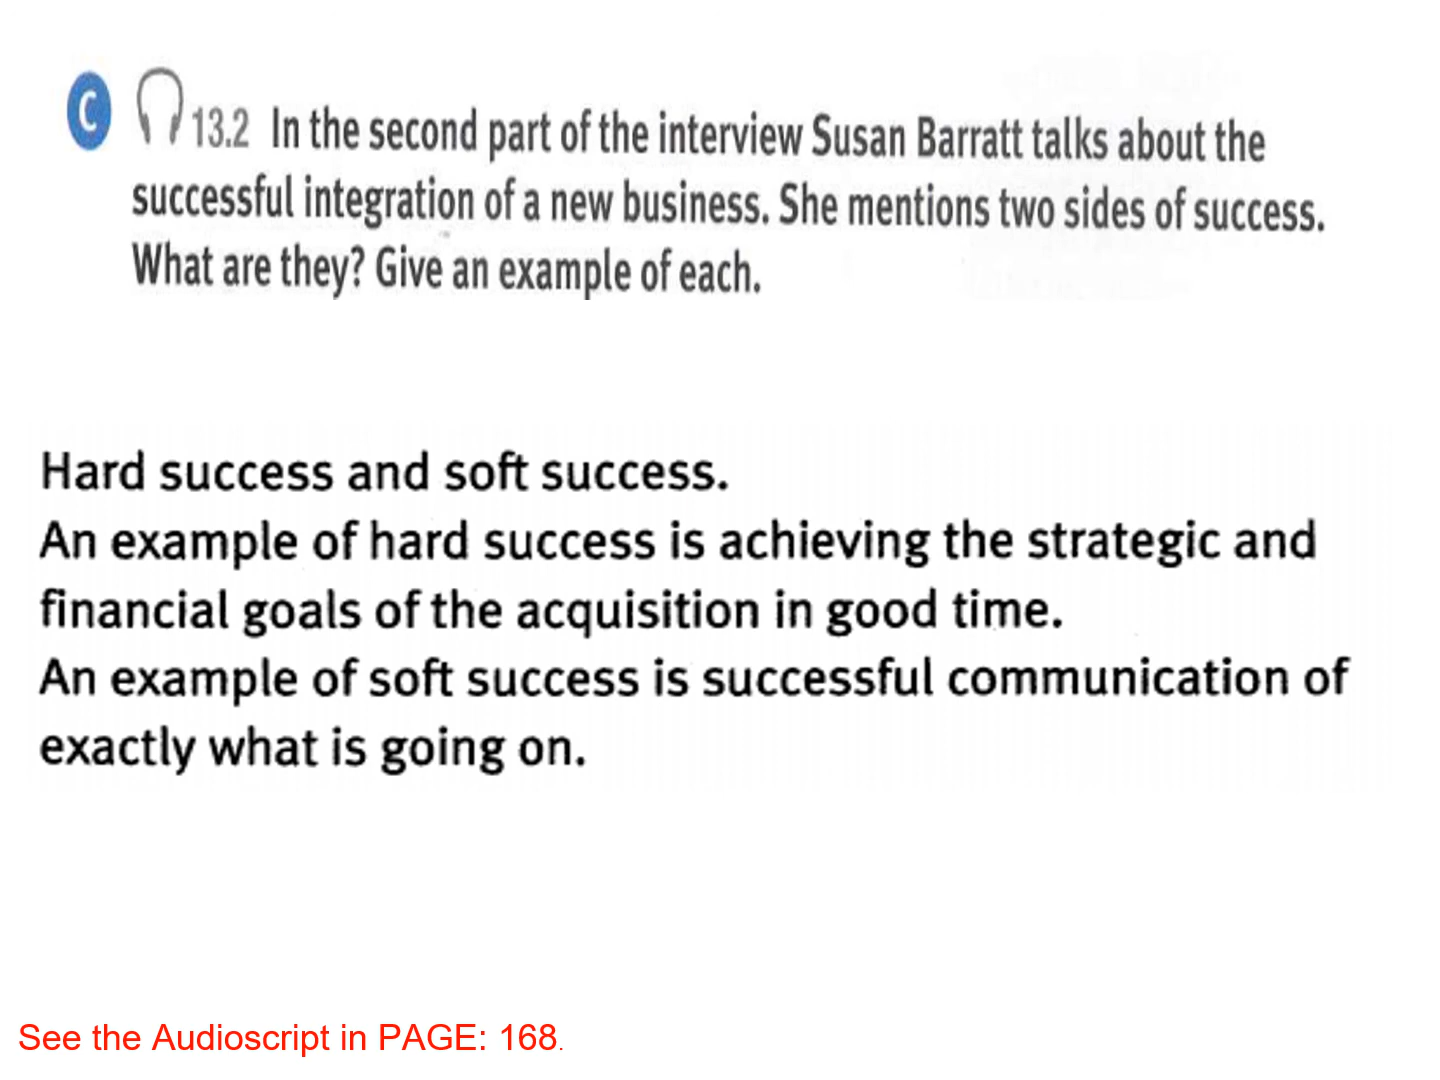 C 13.2 In the second part of the interview Susan Barratt talks about the
successful integration of a new business. She mentions two sides of success.
What are they? Give an example of each.
Hard success and soft success.
An example of hard success is achieving the strategic and
financial goals of the acquisition in good time.
An example of soft success is successful communication of
exactly what is going on.
See the Audioscript in PAGE: 168.